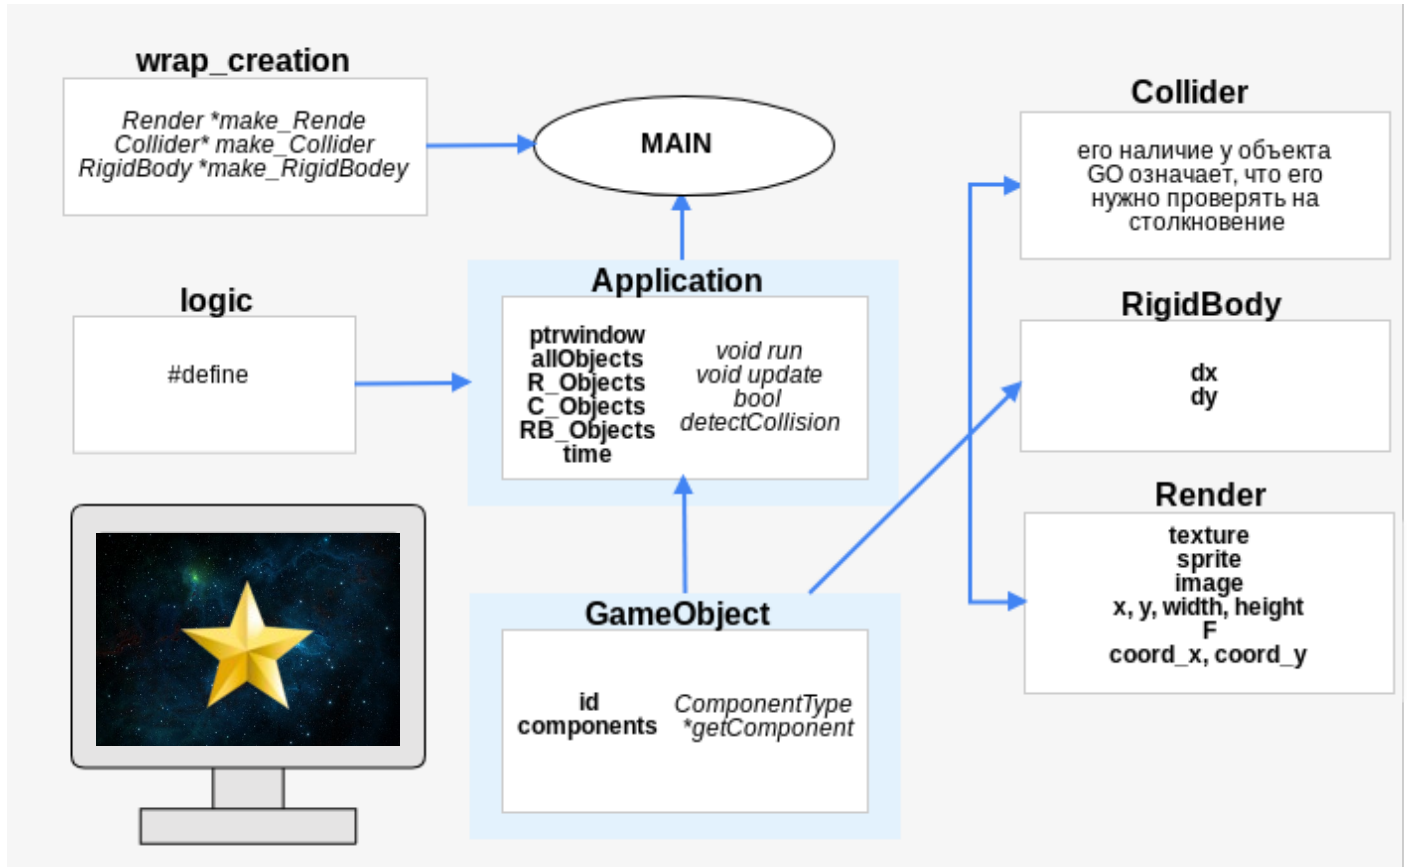 wrap_creation
Render *make_Rende
Collider* make_Collider
RigidBody *make_RigidBodey
MAIN
logic
#define
Application
ptrwindow
allObjects
R_Objects
C_Objects
RB_Objects
time
void run
void update
bool
detectCollision
GameObject
id
components
ComponentType
*getComponent
Collider
его наличие у объекта
GO означает, что его
нужно проверять на
столкновение
RigidBody
dx
dy
Render
texture
sprite
image
x, y, width, height
F
coord_x, coord_y